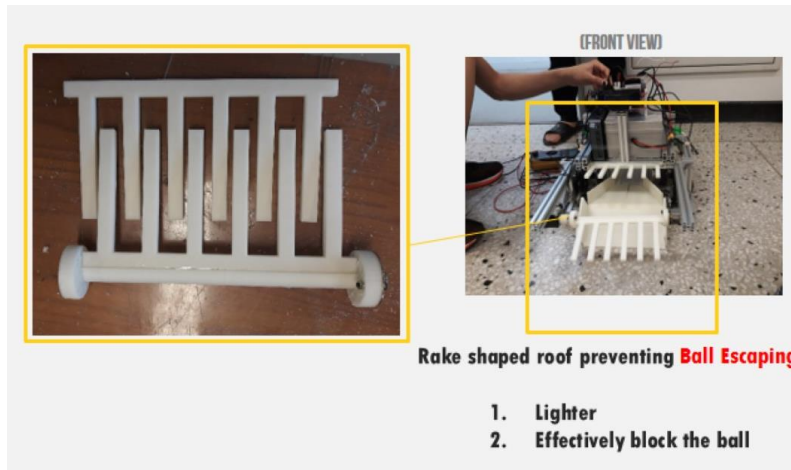 (FRONT VIEW)
Rake shaped roof preventing Ball Escaping
1. Lighter
2. Effectively block the ball